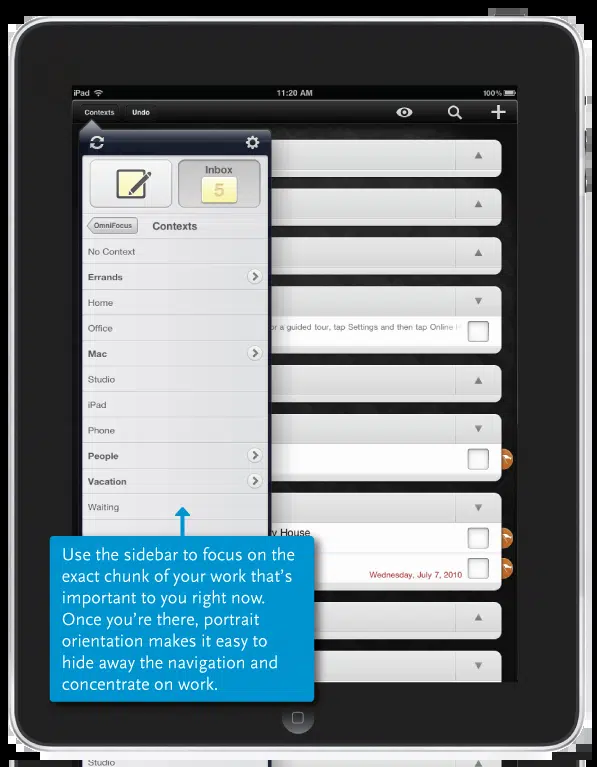 iPad 11:20 AM 100%
Contexts Undo
Inbox
5
OmniFocus Contexts
No Context
Errands
Home
Office
or a guided tour, tap Settings and then tap Online H
Mac
Studio
iPad
Phone
People
Vacation
Waiting
y House
Wednesday, July 7, 2010
Use the sidebar to focus on the
exact chunk of your work that's
important to you right now.
Once you're there, portrait
orientation makes it easy to
hide away the navigation and
concentrate on work.
Studio